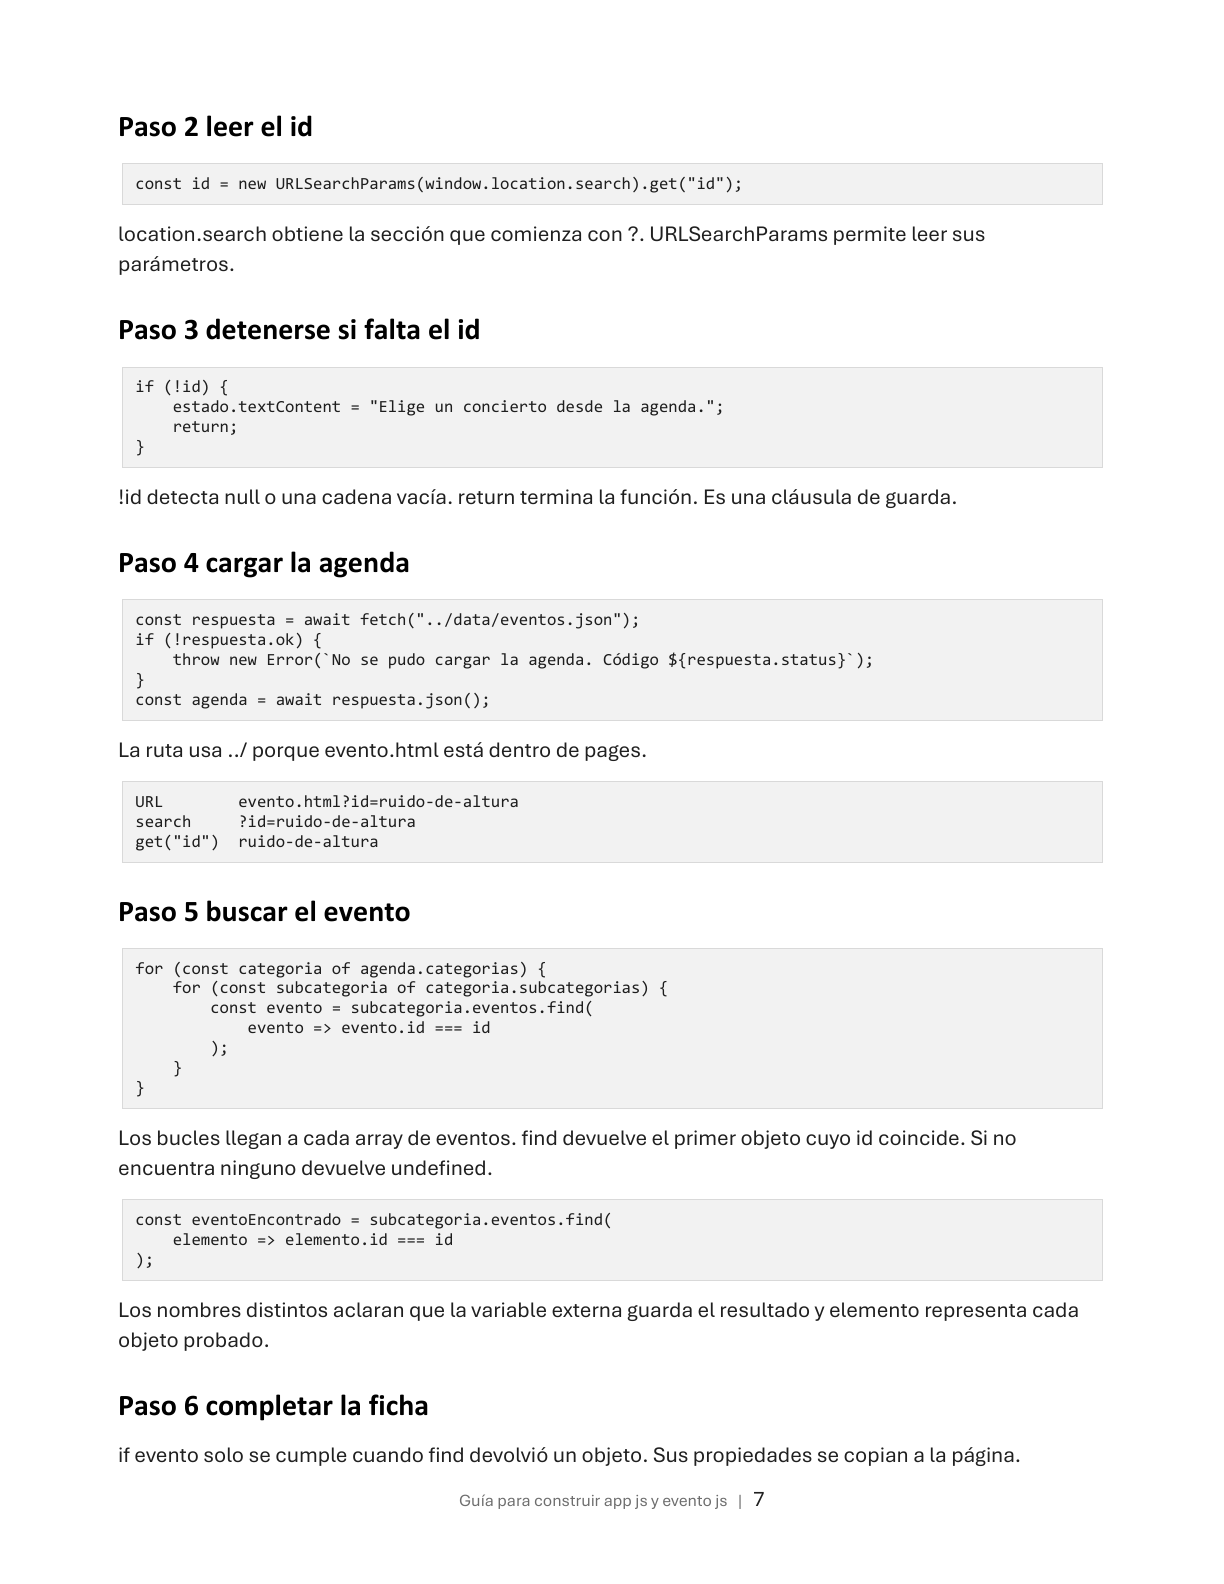 Paso 2 leer el id
const id = new URLSearchParams(window.location.search).get("id");
location.search obtiene la sección que comienza con ?. URLSearchParams permite leer sus
parámetros.
Paso 3 detenerse si falta el id
if (!id) {
    estado.textContent = "Elige un concierto desde la agenda.";
    return;
}
!id detecta null o una cadena vacía. return termina la función. Es una cláusula de guarda.
Paso 4 cargar la agenda
const respuesta = await fetch("../data/eventos.json");
if (!respuesta.ok) {
    throw new Error(`No se pudo cargar la agenda. Código ${respuesta.status}`);
}
const agenda = await respuesta.json();
La ruta usa ../ porque evento.html está dentro de pages.
URL        evento.html?id=ruido-de-altura
search     ?id=ruido-de-altura
get("id")  ruido-de-altura
Paso 5 buscar el evento
for (const categoria of agenda.categorias) {
    for (const subcategoria of categoria.subcategorias) {
        const evento = subcategoria.eventos.find(
            evento => evento.id === id
        );
    }
}
Los bucles llegan a cada array de eventos. find devuelve el primer objeto cuyo id coincide. Si no
encuentra ninguno devuelve undefined.
const eventoEncontrado = subcategoria.eventos.find(
    elemento => elemento.id === id
);
Los nombres distintos aclaran que la variable externa guarda el resultado y elemento representa cada
objeto probado.
Paso 6 completar la ficha
if evento solo se cumple cuando find devolvió un objeto. Sus propiedades se copian a la página.
Guía para construir app js y evento js | 7